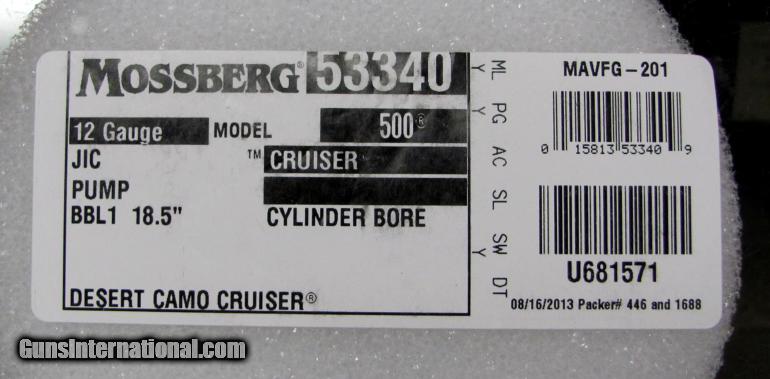 MOSSBERG® 53340
12 Gauge MODEL 500®
JIC ™ CRUISER
PUMP
BBL1 18.5" CYLINDER BORE
DESERT CAMO CRUISER®
ML Y
PG Y
AC
SL
SW Y
DT
MAVFG-201
0 15813 53340 9
U681571
08/16/2013 Packer# 446 and 1688
GunsInternational.com